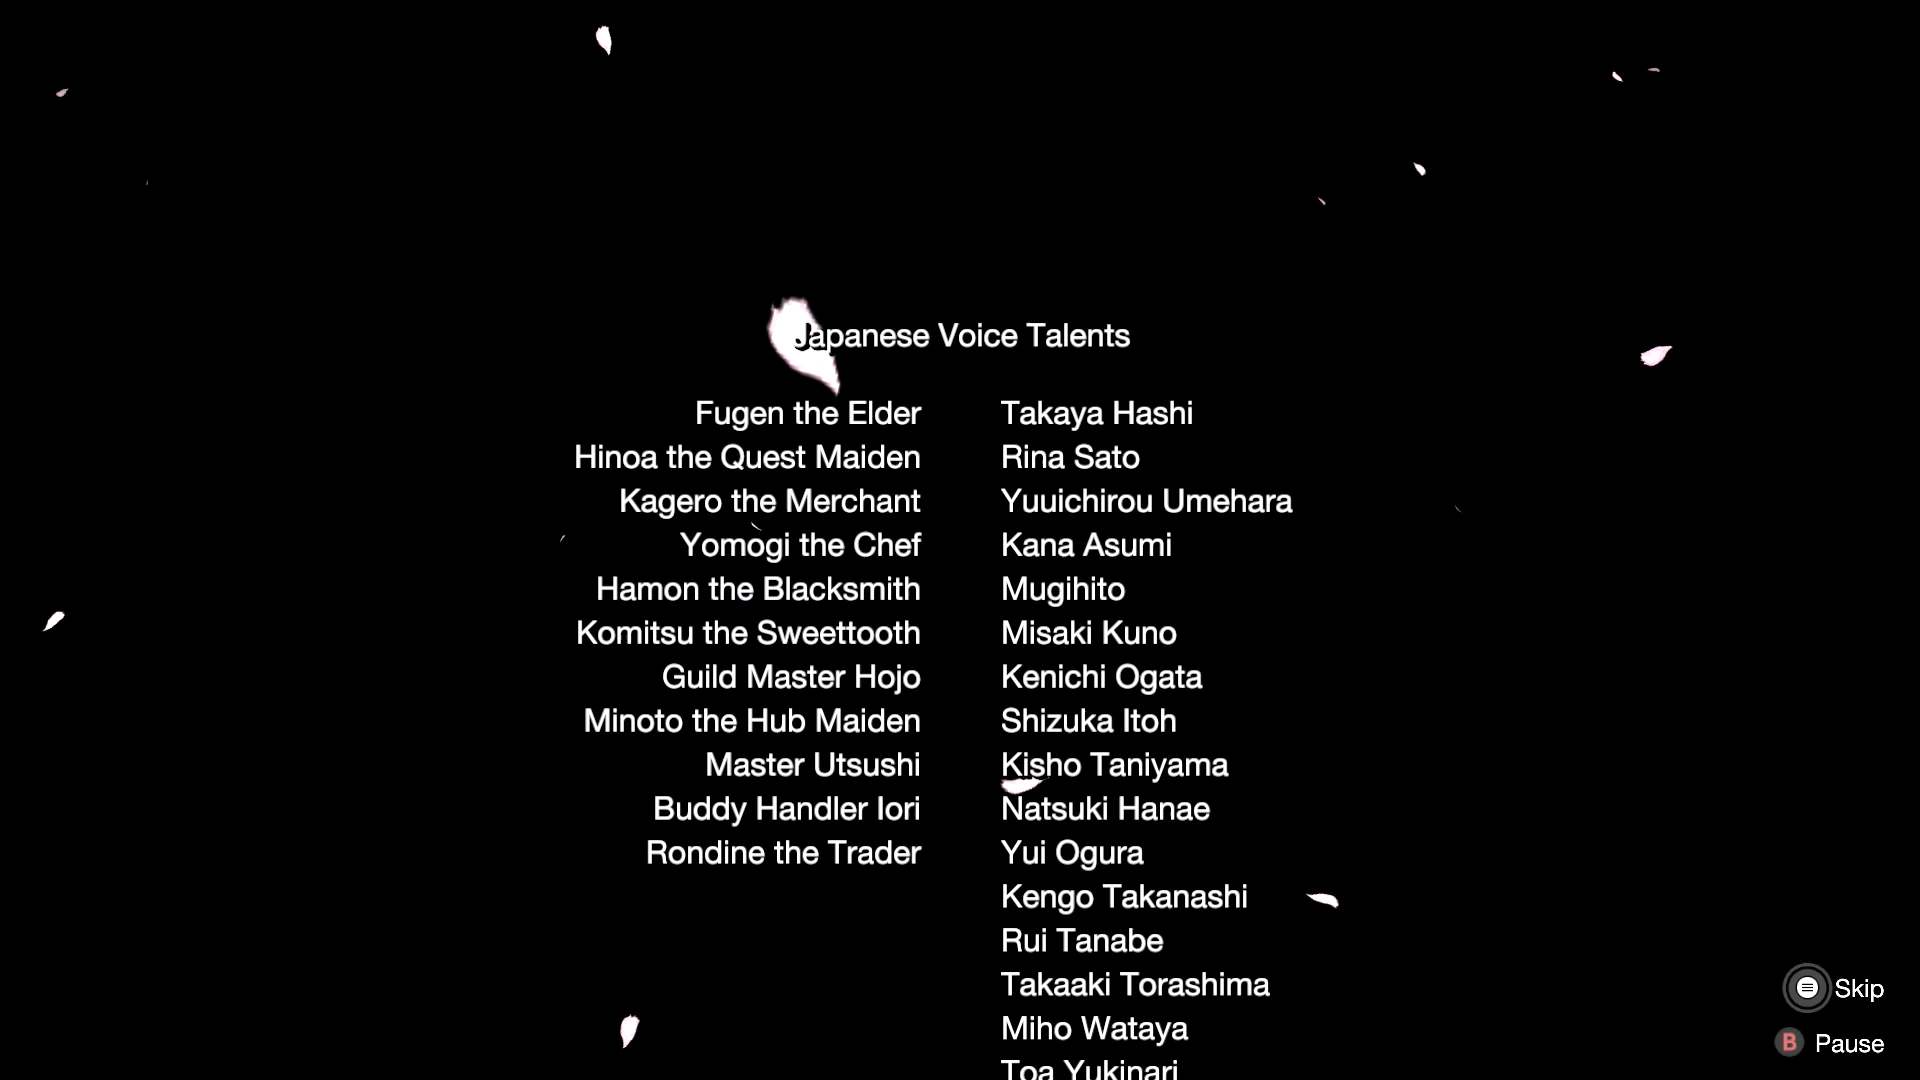 Japanese Voice Talents
Fugen the Elder Takaya Hashi
Hinoa the Quest Maiden Rina Sato
Kagero the Merchant Yuuichirou Umehara
Yomogi the Chef Kana Asumi
Hamon the Blacksmith Mugihito
Komitsu the Sweettooth Misaki Kuno
Guild Master Hojo Kenichi Ogata
Minoto the Hub Maiden Shizuka Itoh
Master Utsushi Kisho Taniyama
Buddy Handler Iori Natsuki Hanae
Rondine the Trader Yui Ogura
Kengo Takanashi
Rui Tanabe
Takaaki Torashima
Miho Wataya
Toa Yukinari
Skip
B Pause